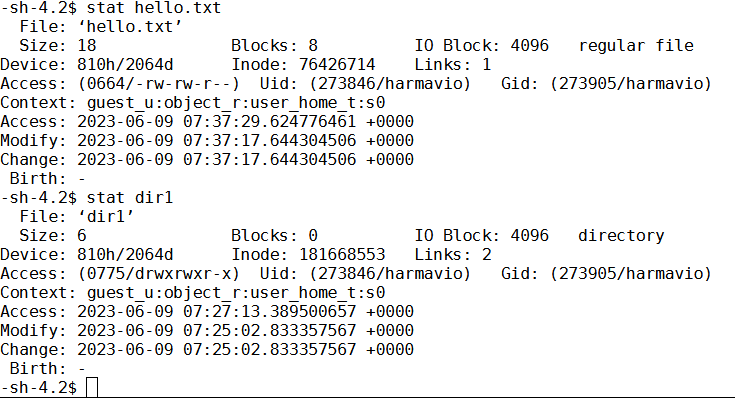 -sh-4.2$ stat hello.txt
  File: ‘hello.txt’
  Size: 18              Blocks: 8          IO Block: 4096   regular file
Device: 810h/2064d      Inode: 76426714    Links: 1
Access: (0664/-rw-rw-r--)  Uid: (273846/harmavio)   Gid: (273905/harmavio)
Context: guest_u:object_r:user_home_t:s0
Access: 2023-06-09 07:37:29.624776461 +0000
Modify: 2023-06-09 07:37:17.644304506 +0000
Change: 2023-06-09 07:37:17.644304506 +0000
 Birth: -
-sh-4.2$ stat dir1
  File: ‘dir1’
  Size: 6               Blocks: 0          IO Block: 4096   directory
Device: 810h/2064d      Inode: 181668553   Links: 2
Access: (0775/drwxrwxr-x)  Uid: (273846/harmavio)   Gid: (273905/harmavio)
Context: guest_u:object_r:user_home_t:s0
Access: 2023-06-09 07:27:13.389500657 +0000
Modify: 2023-06-09 07:25:02.833357567 +0000
Change: 2023-06-09 07:25:02.833357567 +0000
 Birth: -
-sh-4.2$